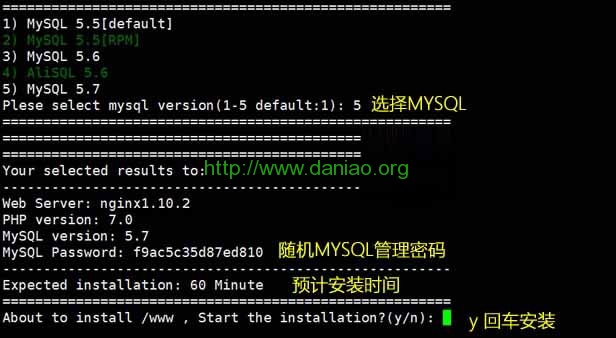 ===================================================
1) MySQL 5.5[default]
2) MySQL 5.5[RPM]
3) MySQL 5.6
4) AliSQL 5.6
5) MySQL 5.7
Plese select mysql version(1-5 default:1): 5 选择MYSQL
===================================================
=========================================
=========================================
Your selected results to: http://www.daniao.org
-----------------------------------------
Web Server: nginx1.10.2
PHP version: 7.0
MySQL version: 5.7
MySQL Password: f9ac5c35d87ed810 随机MYSQL管理密码
---------------------------------------------------
Expected installation: 60 Minute 预计安装时间
===================================================
About to install /www , Start the installation?(y/n): y 回车安装